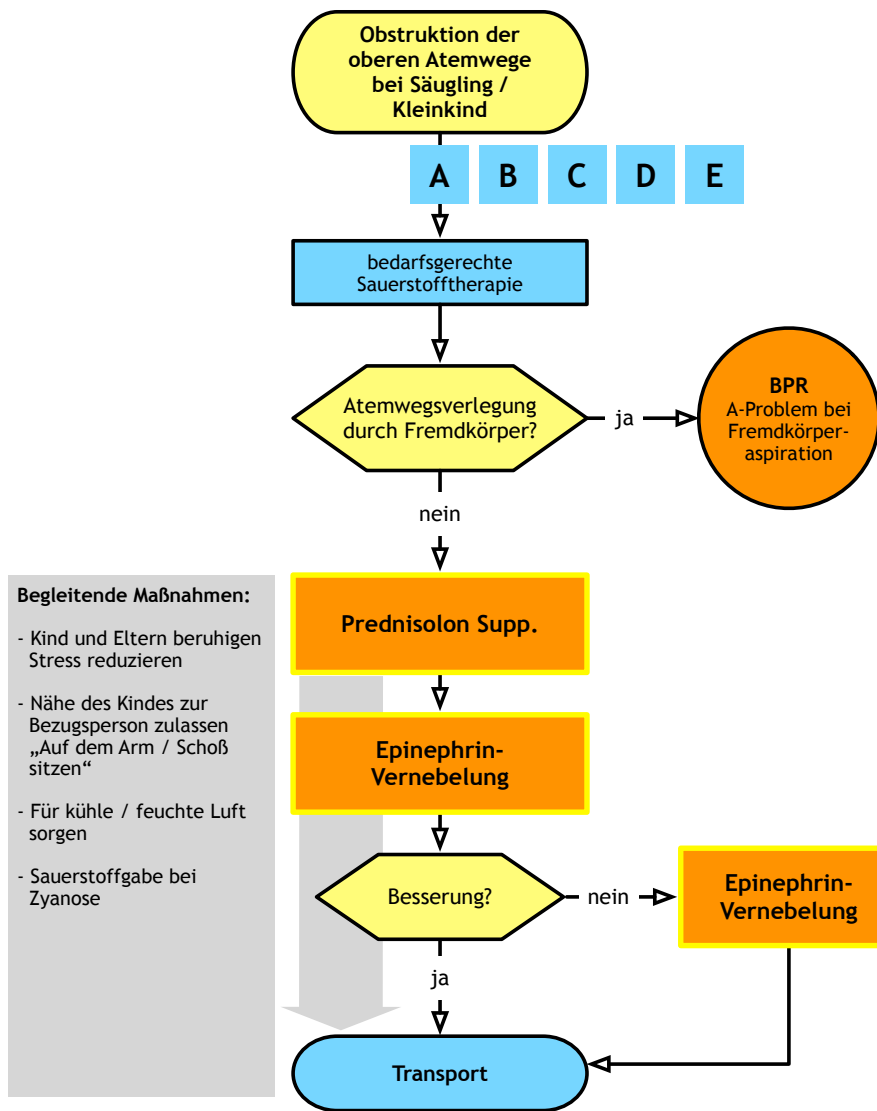 Obstruktion der
oberen Atemwege
bei Säugling /
Kleinkind
A B C D E
bedarfsgerechte
Sauerstofftherapie
Atemwegsverlegung
durch Fremdkörper?
ja
BPR
A-Problem bei
Fremdkörper-
aspiration
nein
Begleitende Maßnahmen:
- Kind und Eltern beruhigen
Stress reduzieren
- Nähe des Kindes zur
Bezugsperson zulassen
„Auf dem Arm / Schoß
sitzen“
- Für kühle / feuchte Luft
sorgen
- Sauerstoffgabe bei
Zyanose
Prednisolon Supp.
Epinephrin-
Vernebelung
Besserung?
nein
Epinephrin-
Vernebelung
ja
Transport